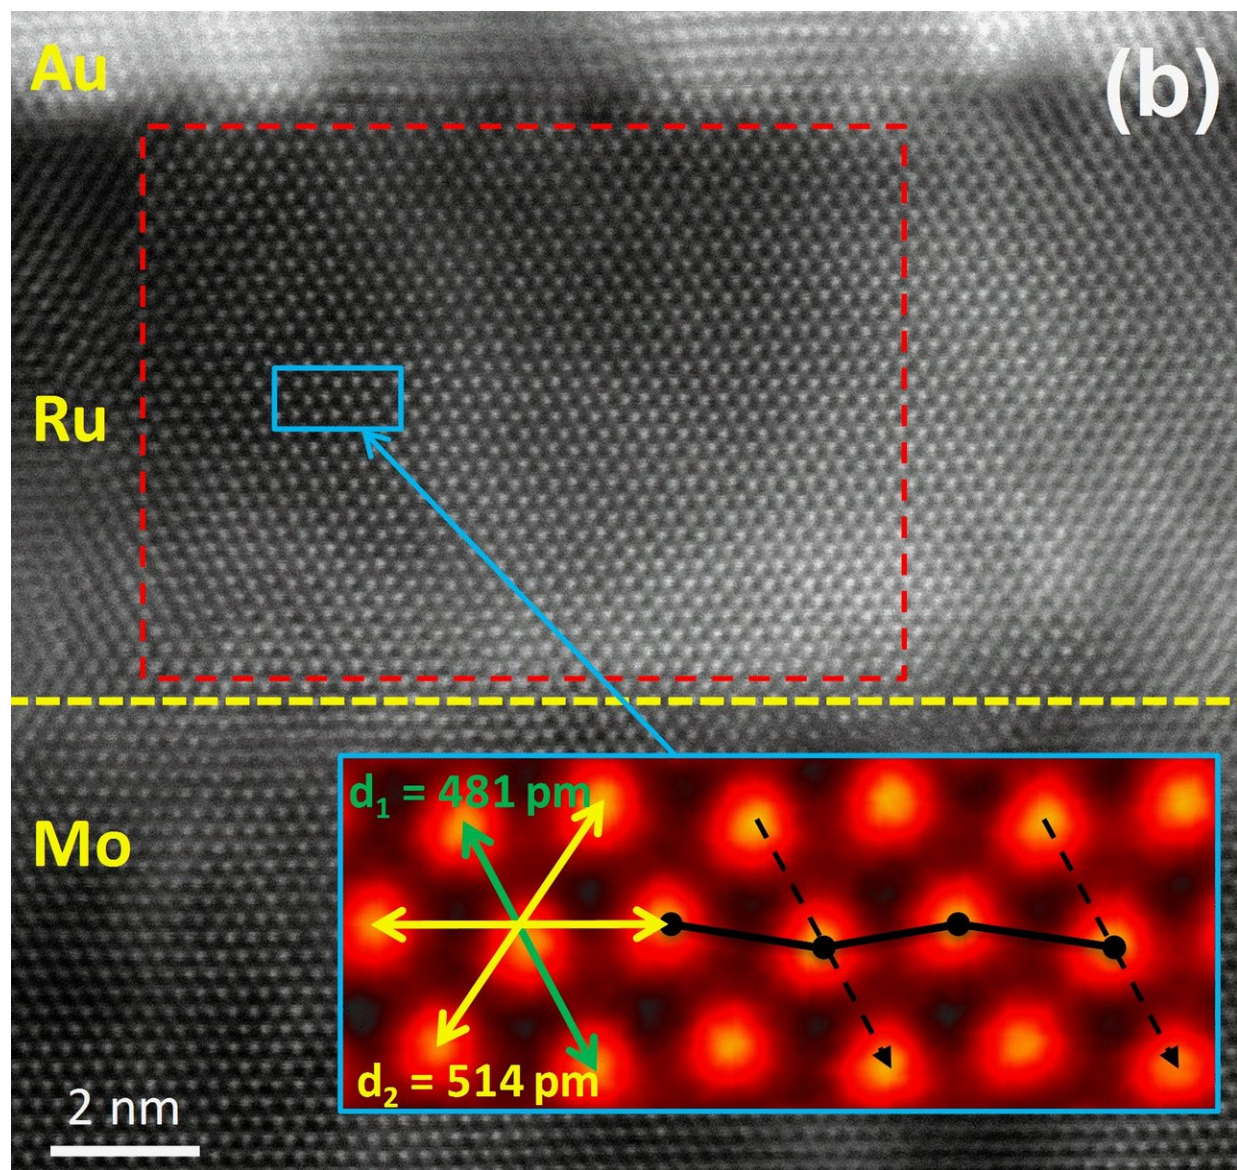 Au
(b)
Ru
d₁ = 481 pm
Mo
d₂ = 514 pm
2 nm